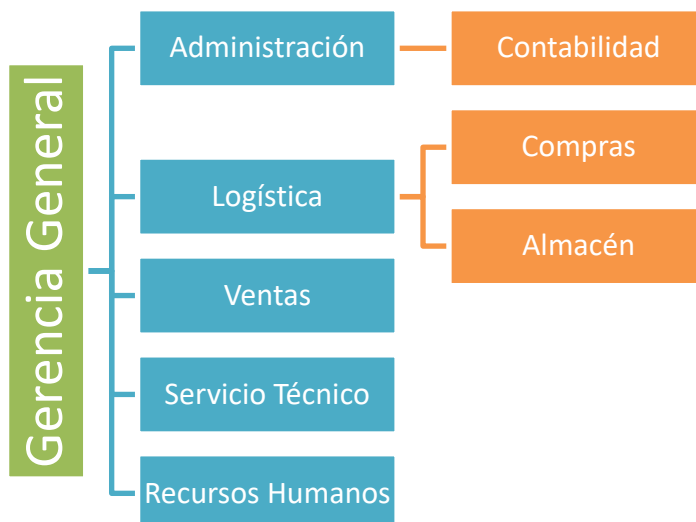 Gerencia General
Administración
Contabilidad
Logística
Compras
Almacén
Ventas
Servicio Técnico
Recursos Humanos